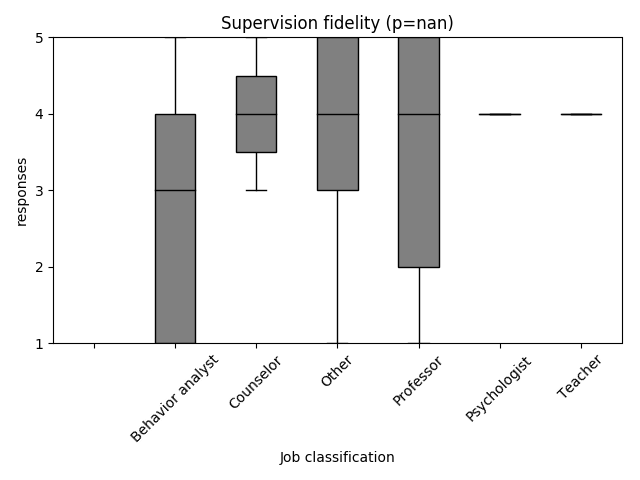 Supervision fidelity (p=nan)
5
4
3
2
1
responses
Behavior analyst
Counselor
Other
Professor
Psychologist
Teacher
Job classification